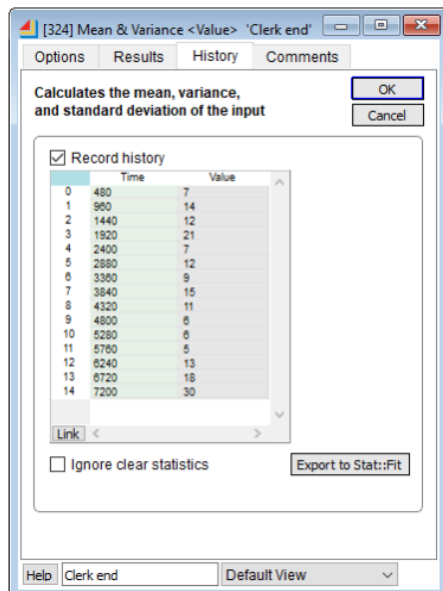 [324] Mean & Variance <Value> 'Clerk end'
Options Results History Comments
Calculates the mean, variance,
and standard deviation of the input
OK
Cancel
Record history
Time Value
0 480 7
1 960 14
2 1440 12
3 1920 21
4 2400 7
5 2880 12
6 3360 9
7 3840 15
8 4320 11
9 4800 6
10 5280 6
11 5760 5
12 6240 13
13 6720 18
14 7200 30
Link
Ignore clear statistics
Export to Stat::Fit
Help Clerk end Default View